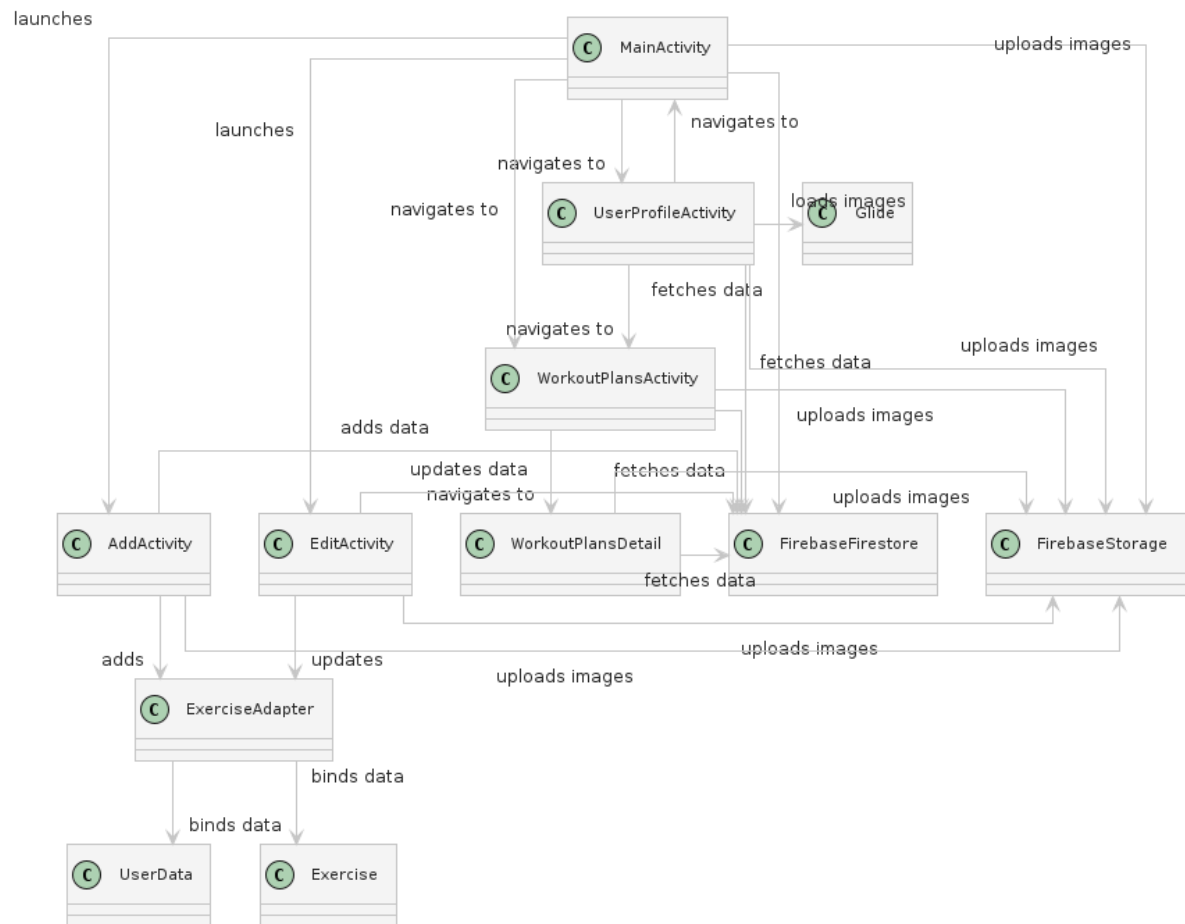 launches
C MainActivity
uploads images
launches
navigates to
navigates to
navigates to
loads images
C UserProfileActivity
C Glide
fetches data
navigates to
uploads images
fetches data
C WorkoutPlansActivity
uploads images
adds data
updates data
fetches data
navigates to
uploads images
C AddActivity
C EditActivity
C WorkoutPlansDetail
C FirebaseFirestore
C FirebaseStorage
fetches data
uploads images
adds
updates
uploads images
C ExerciseAdapter
binds data
binds data
C UserData
C Exercise